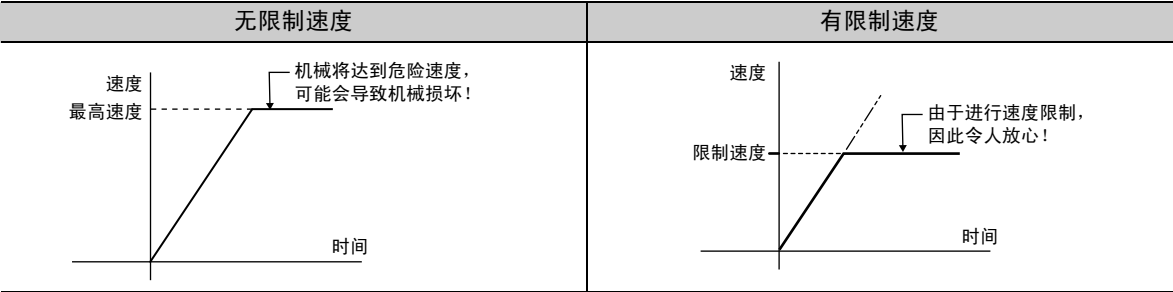 无限制速度
有限制速度
速度
最高速度
机械将达到危险速度，
可能会导致机械损坏！
时间
速度
限制速度
由于进行速度限制，
因此令人放心！
时间